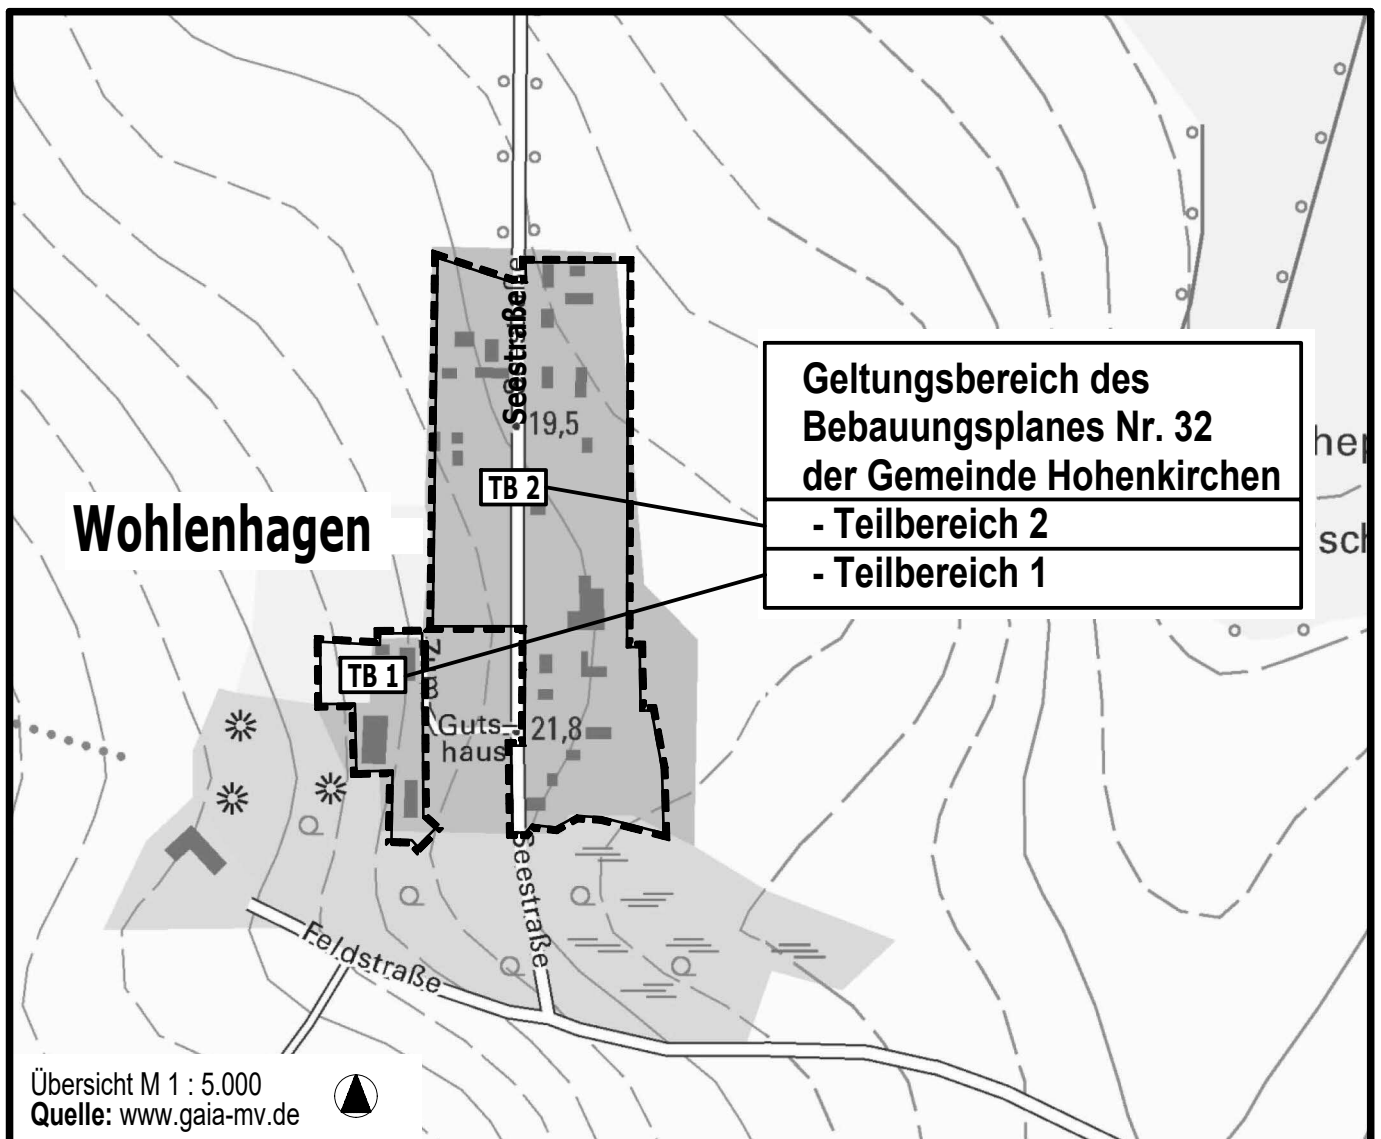 Seestraße
19,5
Geltungsbereich des
Bebauungsplanes Nr. 32
der Gemeinde Hohenkirchen
- Teilbereich 2
- Teilbereich 1
TB 2
Wohlenhagen
TB 1
Guts-
haus
21,8
Seestraße
Feldstraße
Übersicht M 1 : 5.000
Quelle: www.gaia-mv.de